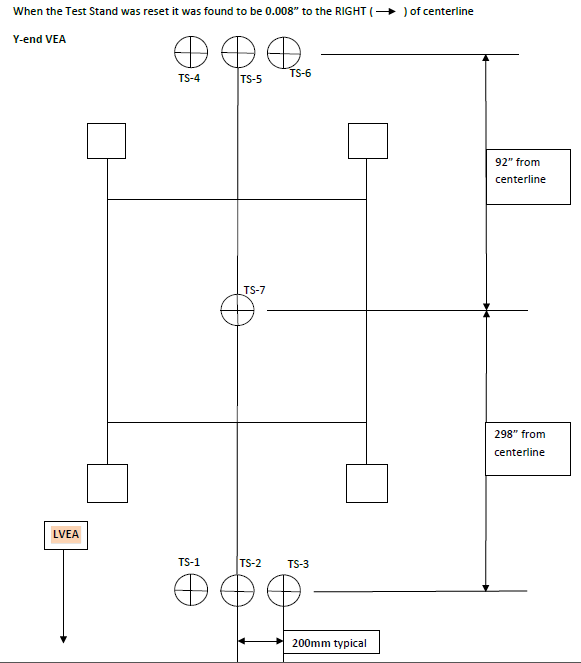 When the Test Stand was reset it was found to be 0.008” to the RIGHT ( → ) of centerline
Y-end VEA
TS-4
TS-5
TS-6
92” from
centerline
TS-7
298” from
centerline
LVEA
TS-1
TS-2
TS-3
200mm typical